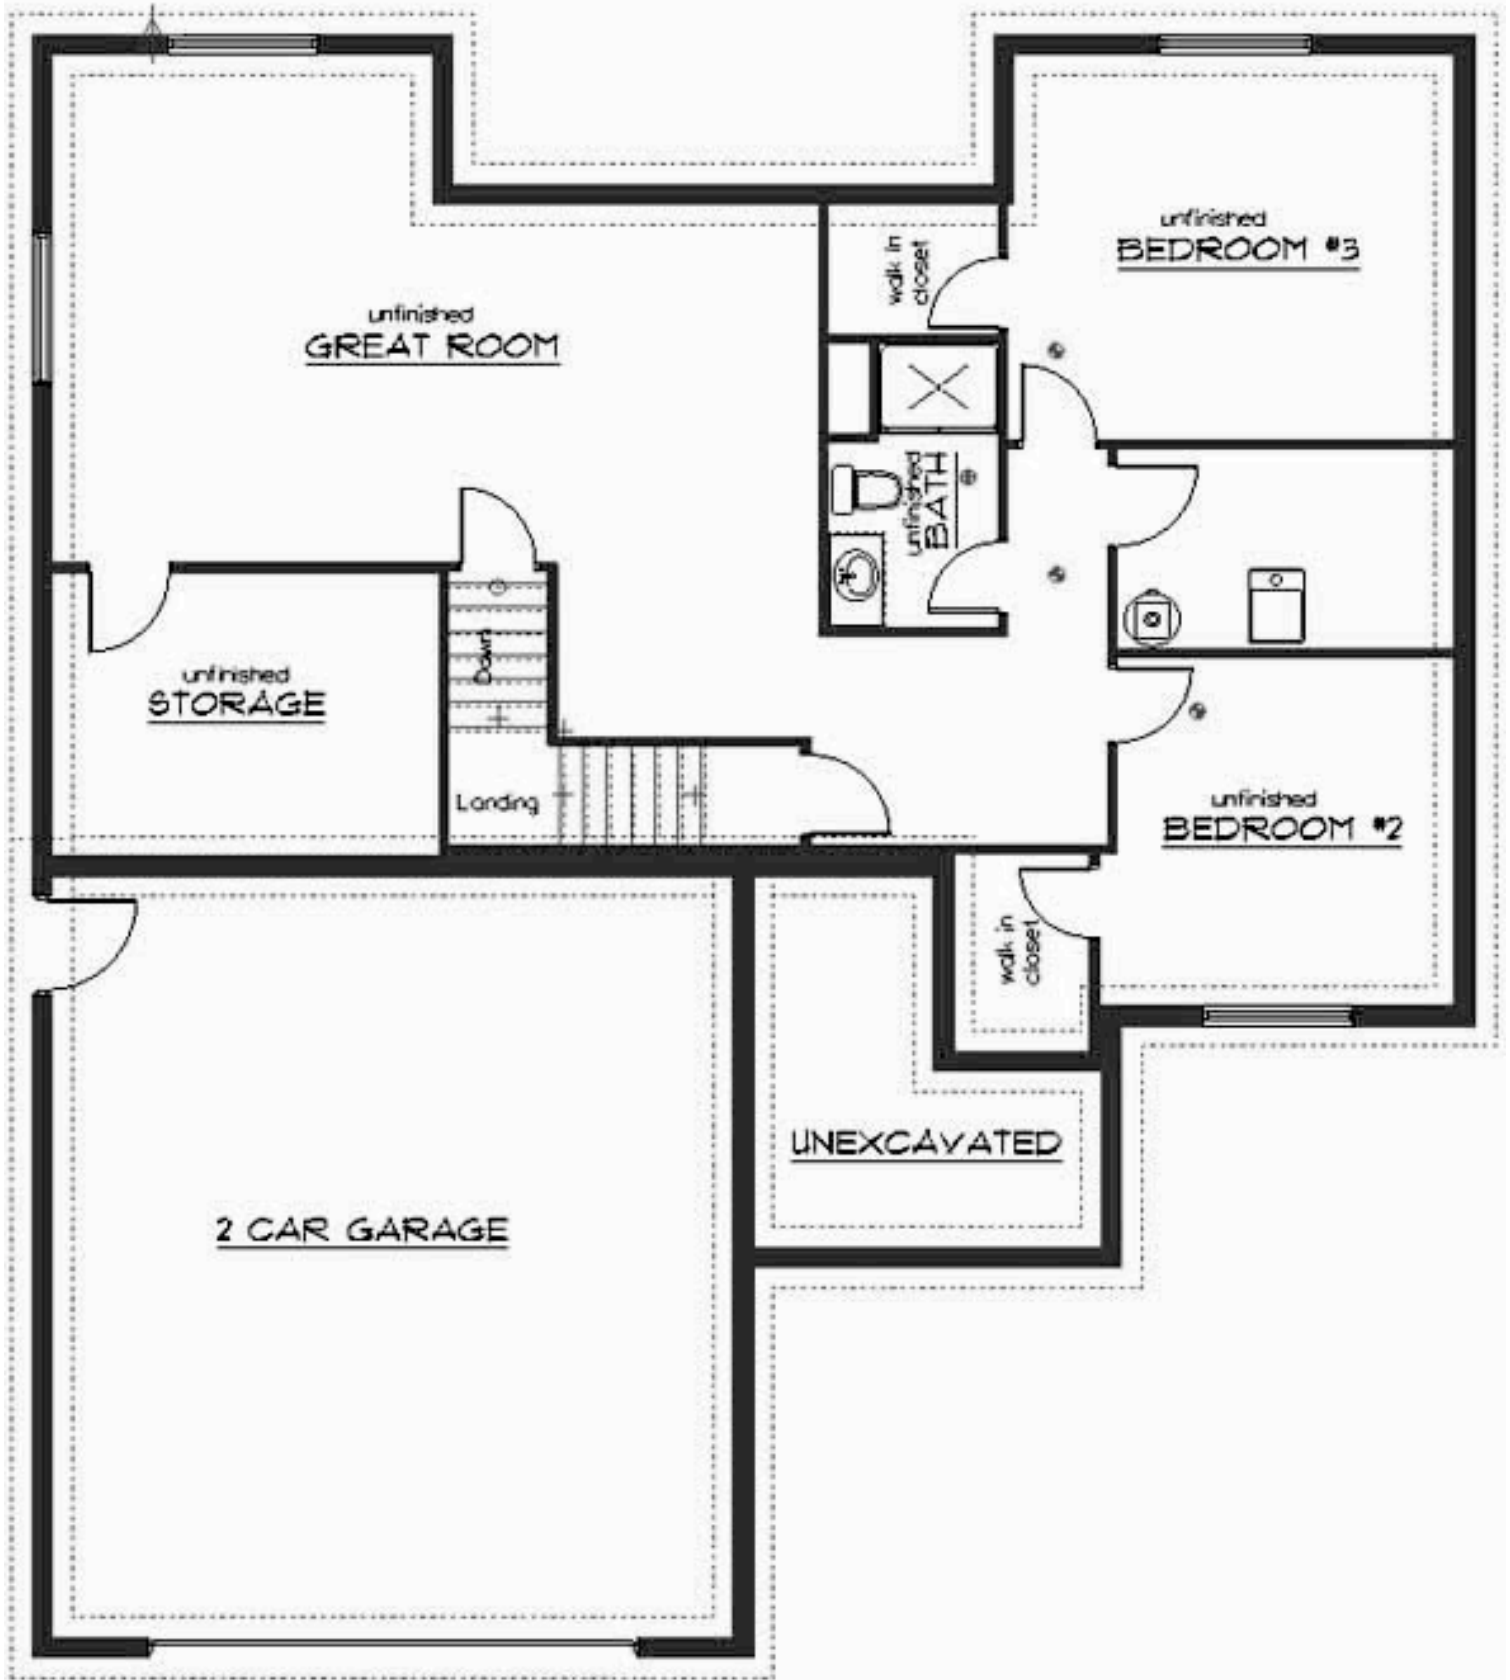 unfinished
BEDROOM #3
walk in
closet
unfinished
GREAT ROOM
unfinished
BATH
Down
unfinished
STORAGE
Landing
unfinished
BEDROOM #2
walk in
closet
UNEXCAVATED
2 CAR GARAGE